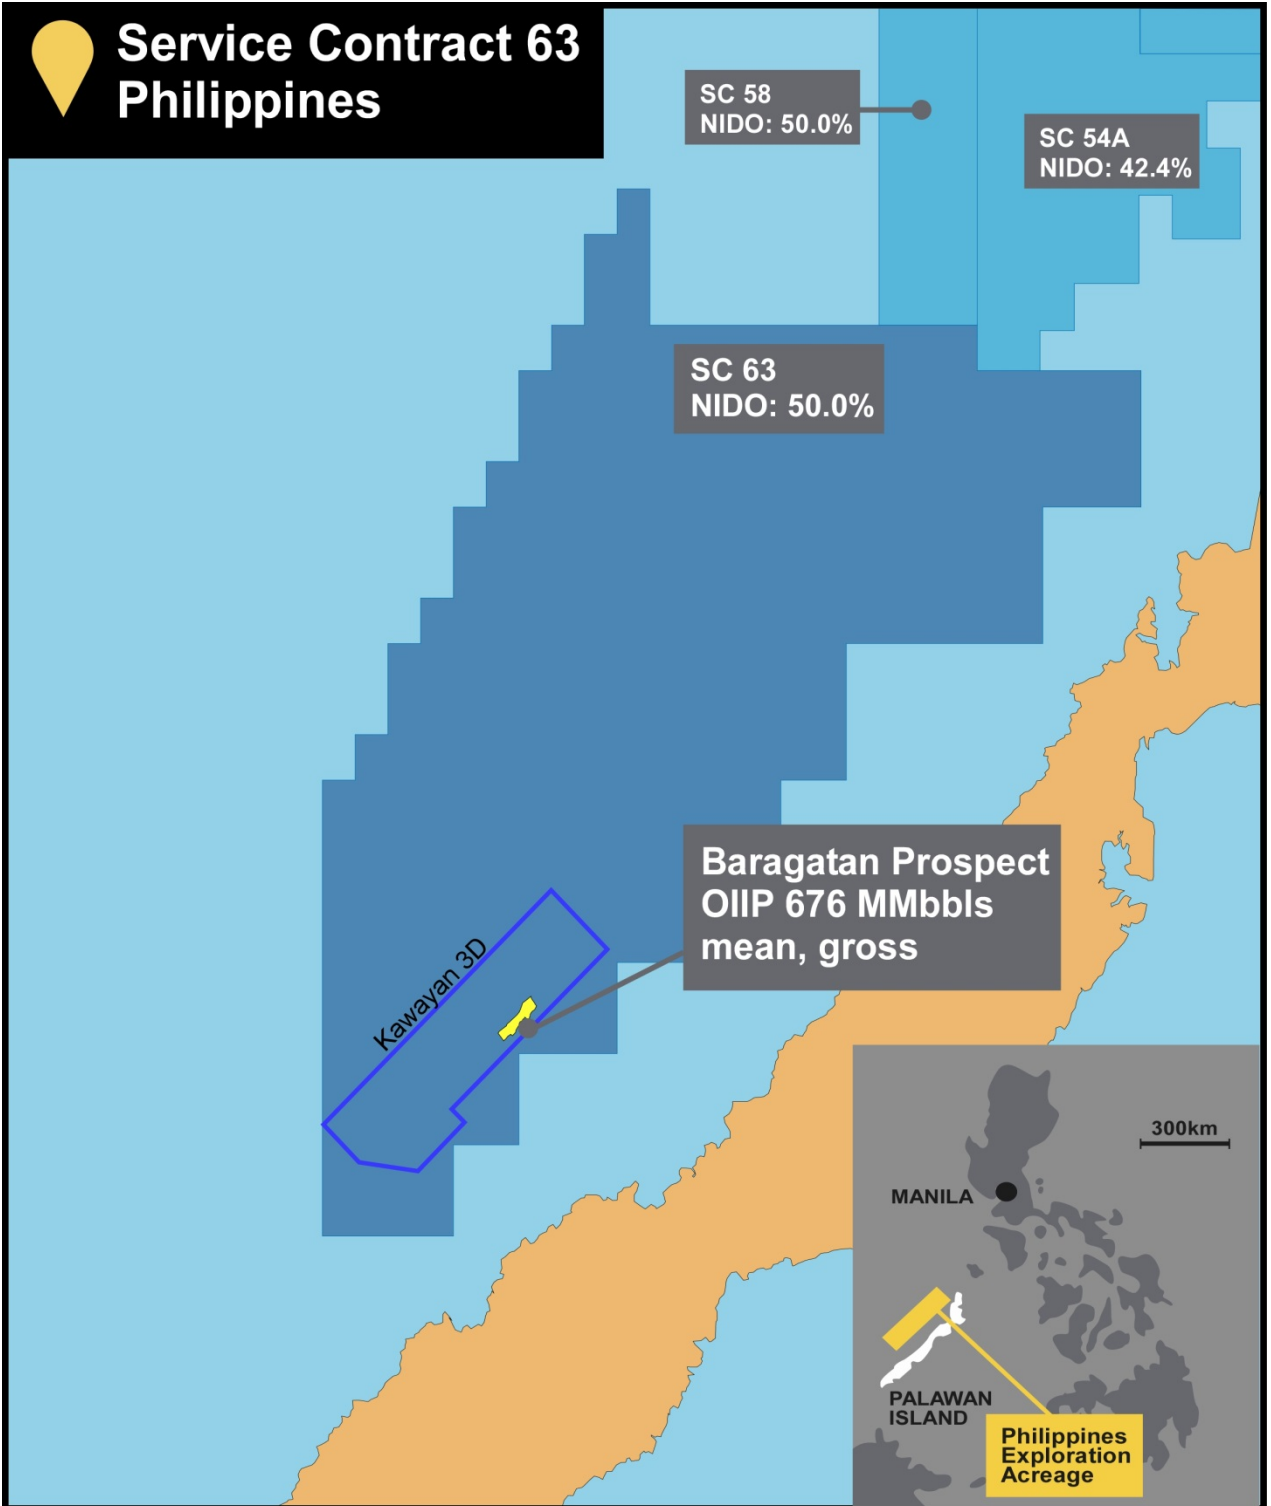 Service Contract 63
Philippines
SC 58
NIDO: 50.0%
SC 54A
NIDO: 42.4%
SC 63
NIDO: 50.0%
Baragatan Prospect
OIIP 676 MMbbls
mean, gross
Kawayan 3D
300km
MANILA
PALAWAN
ISLAND
Philippines
Exploration
Acreage